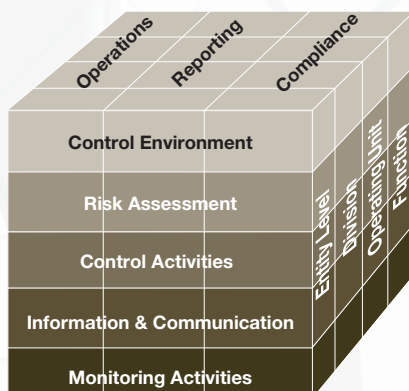 Operations
Reporting
Compliance
Control Environment
Risk Assessment
Control Activities
Information & Communication
Monitoring Activities
Entity Level
Division
Operating Unit
Function